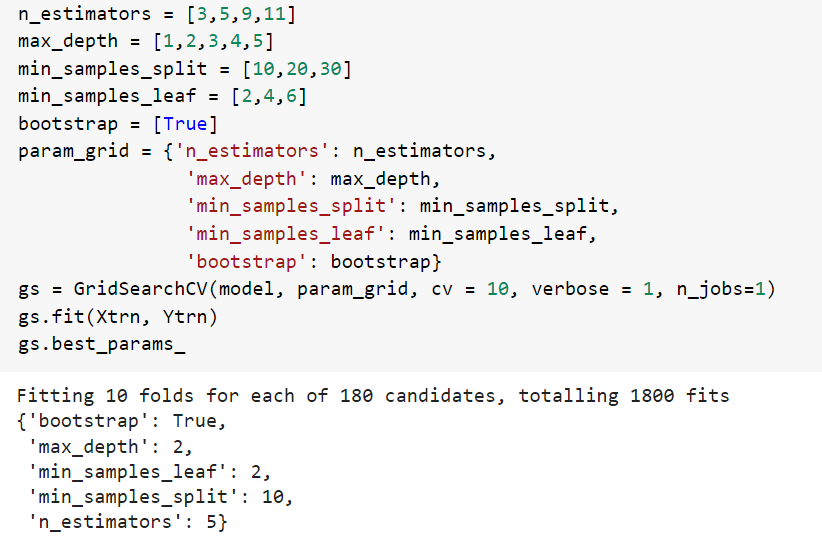 n_estimators = [3,5,9,11]
max_depth = [1,2,3,4,5]
min_samples_split = [10,20,30]
min_samples_leaf = [2,4,6]
bootstrap = [True]
param_grid = {'n_estimators': n_estimators,
               'max_depth': max_depth,
               'min_samples_split': min_samples_split,
               'min_samples_leaf': min_samples_leaf,
               'bootstrap': bootstrap}
gs = GridSearchCV(model, param_grid, cv = 10, verbose = 1, n_jobs=1)
gs.fit(Xtrn, Ytrn)
gs.best_params_
Fitting 10 folds for each of 180 candidates, totalling 1800 fits
{'bootstrap': True,
 'max_depth': 2,
 'min_samples_leaf': 2,
 'min_samples_split': 10,
 'n_estimators': 5}